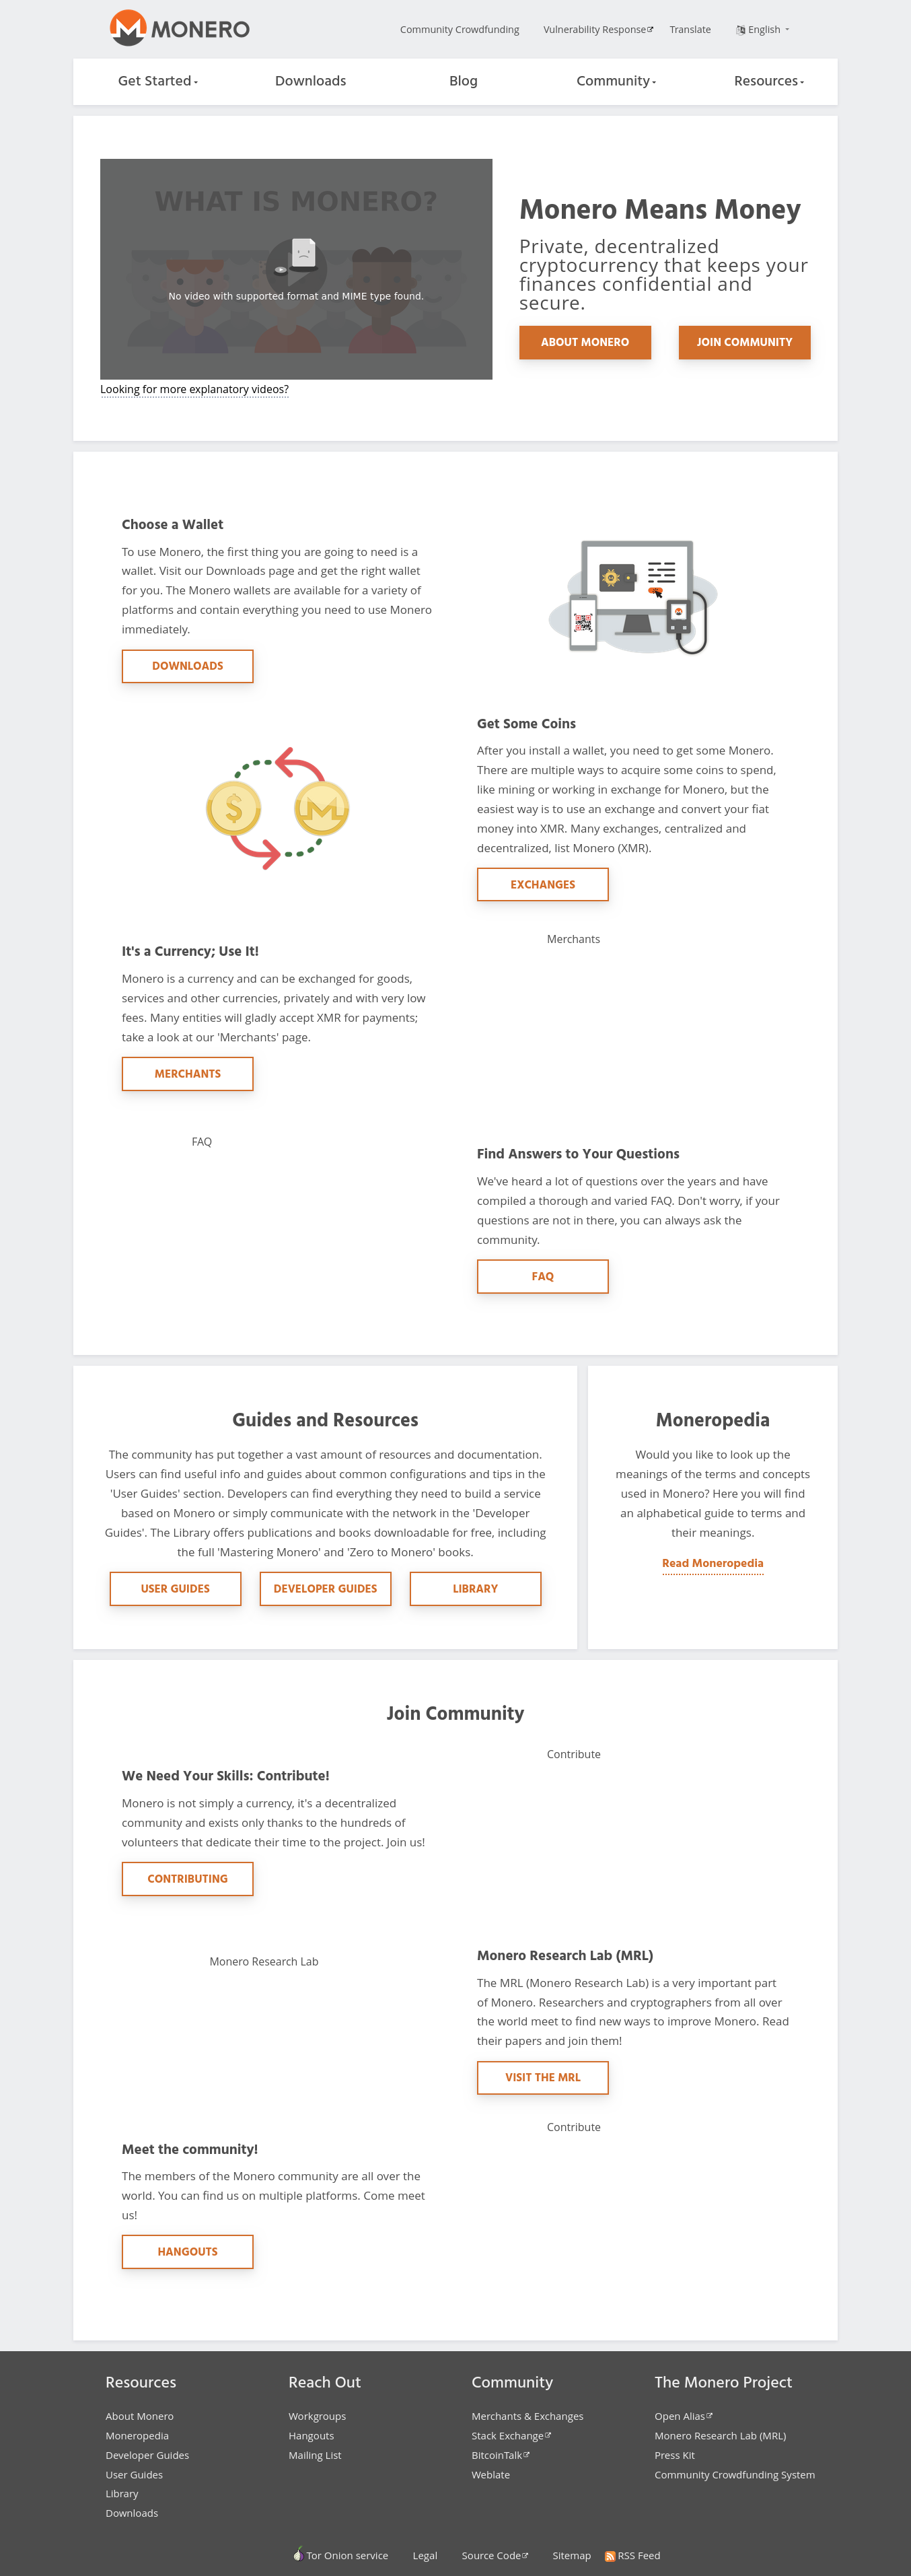 MONERO
Community Crowdfunding
Vulnerability Response
Translate
English
Get Started
Downloads
Blog
Community
Resources
WHAT IS MONERO?
No video with supported format and MIME type found.
Looking for more explanatory videos?
Monero Means Money
Private, decentralized
cryptocurrency that keeps your
finances confidential and
secure.
ABOUT MONERO
JOIN COMMUNITY
Choose a Wallet
To use Monero, the first thing you are going to need is a
wallet. Visit our Downloads page and get the right wallet
for you. The Monero wallets are available for a variety of
platforms and contain everything you need to use Monero
immediately.
DOWNLOADS
Get Some Coins
After you install a wallet, you need to get some Monero.
There are multiple ways to acquire some coins to spend,
like mining or working in exchange for Monero, but the
easiest way is to use an exchange and convert your fiat
money into XMR. Many exchanges, centralized and
decentralized, list Monero (XMR).
EXCHANGES
$
It's a Currency; Use It!
Monero is a currency and can be exchanged for goods,
services and other currencies, privately and with very low
fees. Many entities will gladly accept XMR for payments;
take a look at our 'Merchants' page.
MERCHANTS
Merchants
FAQ
Find Answers to Your Questions
We've heard a lot of questions over the years and have
compiled a thorough and varied FAQ. Don't worry, if your
questions are not in there, you can always ask the
community.
FAQ
Guides and Resources
The community has put together a vast amount of resources and documentation.
Users can find useful info and guides about common configurations and tips in the
'User Guides' section. Developers can find everything they need to build a service
based on Monero or simply communicate with the network in the 'Developer
Guides'. The Library offers publications and books downloadable for free, including
the full 'Mastering Monero' and 'Zero to Monero' books.
USER GUIDES
DEVELOPER GUIDES
LIBRARY
Moneropedia
Would you like to look up the
meanings of the terms and concepts
used in Monero? Here you will find
an alphabetical guide to terms and
their meanings.
Read Moneropedia
Join Community
We Need Your Skills: Contribute!
Monero is not simply a currency, it's a decentralized
community and exists only thanks to the hundreds of
volunteers that dedicate their time to the project. Join us!
CONTRIBUTING
Contribute
Monero Research Lab
Monero Research Lab (MRL)
The MRL (Monero Research Lab) is a very important part
of Monero. Researchers and cryptographers from all over
the world meet to find new ways to improve Monero. Read
their papers and join them!
VISIT THE MRL
Meet the community!
The members of the Monero community are all over the
world. You can find us on multiple platforms. Come meet
us!
HANGOUTS
Contribute
Resources
About Monero
Moneropedia
Developer Guides
User Guides
Library
Downloads
Reach Out
Workgroups
Hangouts
Mailing List
Community
Merchants & Exchanges
Stack Exchange
BitcoinTalk
Weblate
The Monero Project
Open Alias
Monero Research Lab (MRL)
Press Kit
Community Crowdfunding System
Tor Onion service
Legal
Source Code
Sitemap
RSS Feed